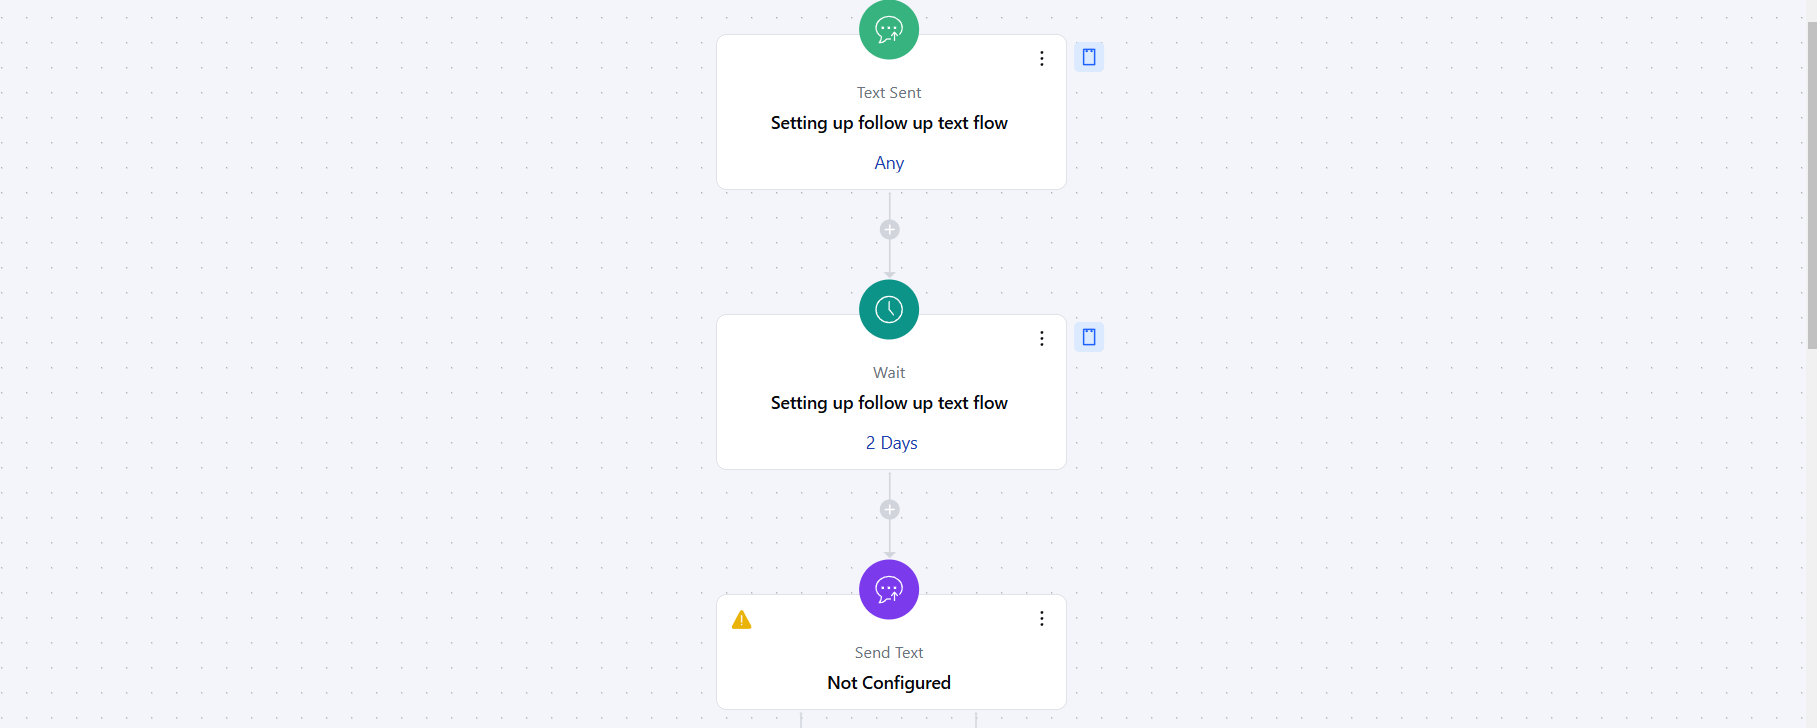 Text Sent
Setting up follow up text flow
Any
Wait
Setting up follow up text flow
2 Days
Send Text
Not Configured